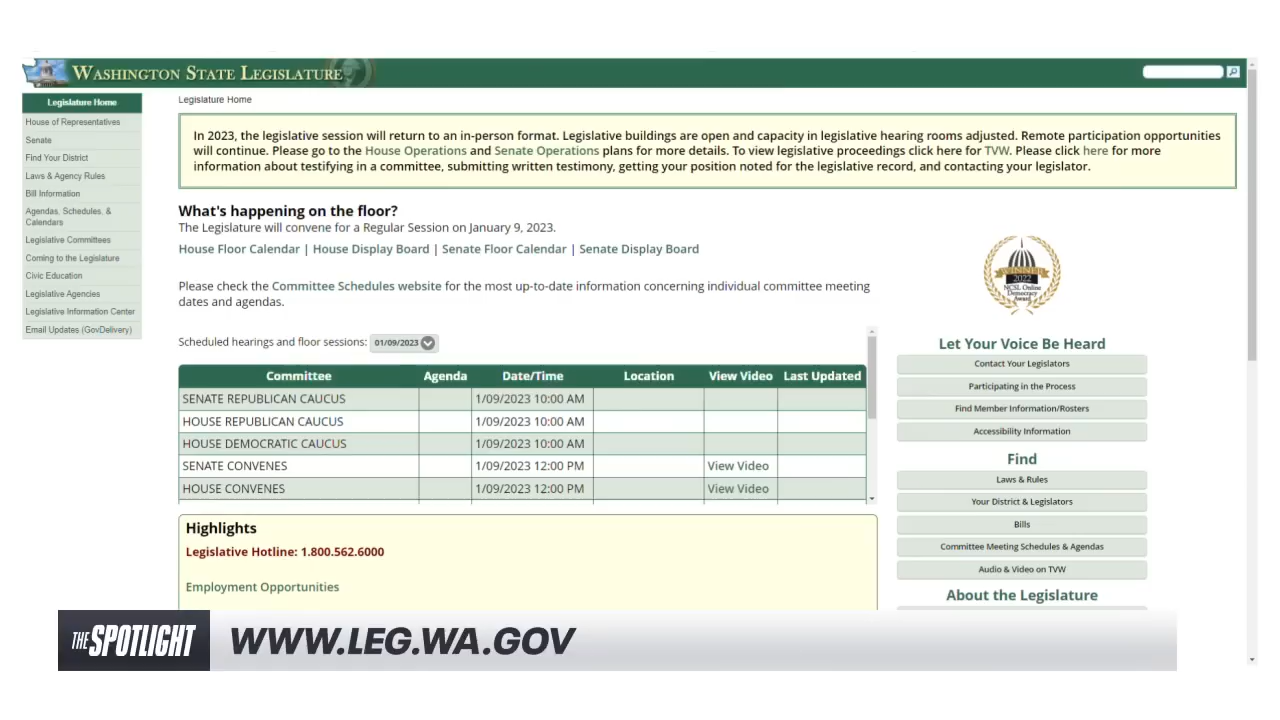 WASHINGTON STATE LEGISLATURE
Legislature Home
House of Representatives
Senate
Find Your District
Laws & Agency Rules
Bill Information
Agendas, Schedules, &
Calendars
Legislative Committees
Coming to the Legislature
Civic Education
Legislative Agencies
Legislative Information Center
Email Updates (GovDelivery)
Legislature Home
In 2023, the legislative session will return to an in-person format. Legislative buildings are open and capacity in legislative hearing rooms adjusted. Remote participation opportunities
will continue. Please go to the House Operations and Senate Operations plans for more details. To view legislative proceedings click here for TVW. Please click here for more
information about testifying in a committee, submitting written testimony, getting your position noted for the legislative record, and contacting your legislator.
What's happening on the floor?
The Legislature will convene for a Regular Session on January 9, 2023.
House Floor Calendar | House Display Board | Senate Floor Calendar | Senate Display Board
Please check the Committee Schedules website for the most up-to-date information concerning individual committee meeting
dates and agendas.
Scheduled hearings and floor sessions: 01/09/2023
Committee Agenda Date/Time Location View Video Last Updated
SENATE REPUBLICAN CAUCUS 1/09/2023 10:00 AM
HOUSE REPUBLICAN CAUCUS 1/09/2023 10:00 AM
HOUSE DEMOCRATIC CAUCUS 1/09/2023 10:00 AM
SENATE CONVENES 1/09/2023 12:00 PM View Video
HOUSE CONVENES 1/09/2023 12:00 PM View Video
Highlights
Legislative Hotline: 1.800.562.6000
Employment Opportunities
WINNER
2022
NCSL Online
Democracy
Award
Let Your Voice Be Heard
Contact Your Legislators
Participating in the Process
Find Member Information/Rosters
Accessibility Information
Find
Laws & Rules
Your District & Legislators
Bills
Committee Meeting Schedules & Agendas
Audio & Video on TVW
About the Legislature
THE SPOTLIGHT
WWW.LEG.WA.GOV